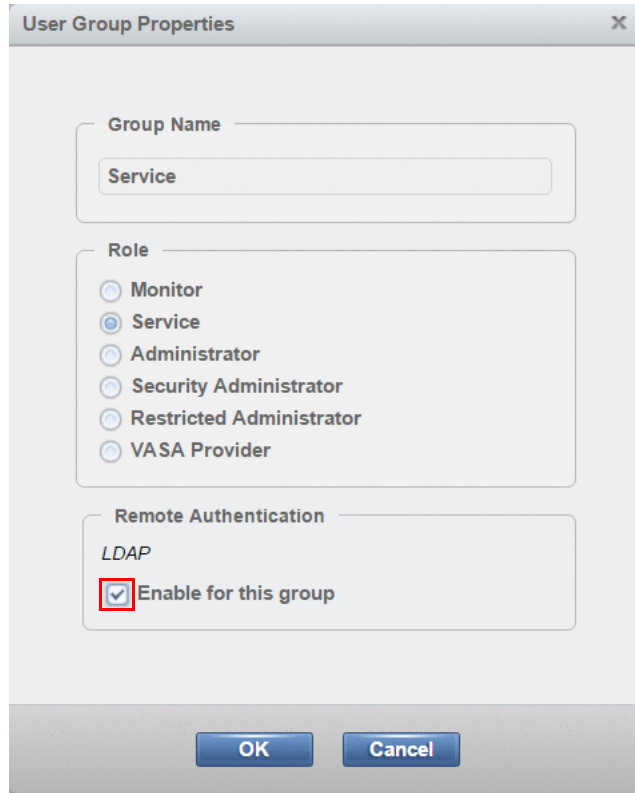 User Group Properties
Group Name
Service
Role
Monitor
Service
Administrator
Security Administrator
Restricted Administrator
VASA Provider
Remote Authentication
LDAP
Enable for this group
OK Cancel